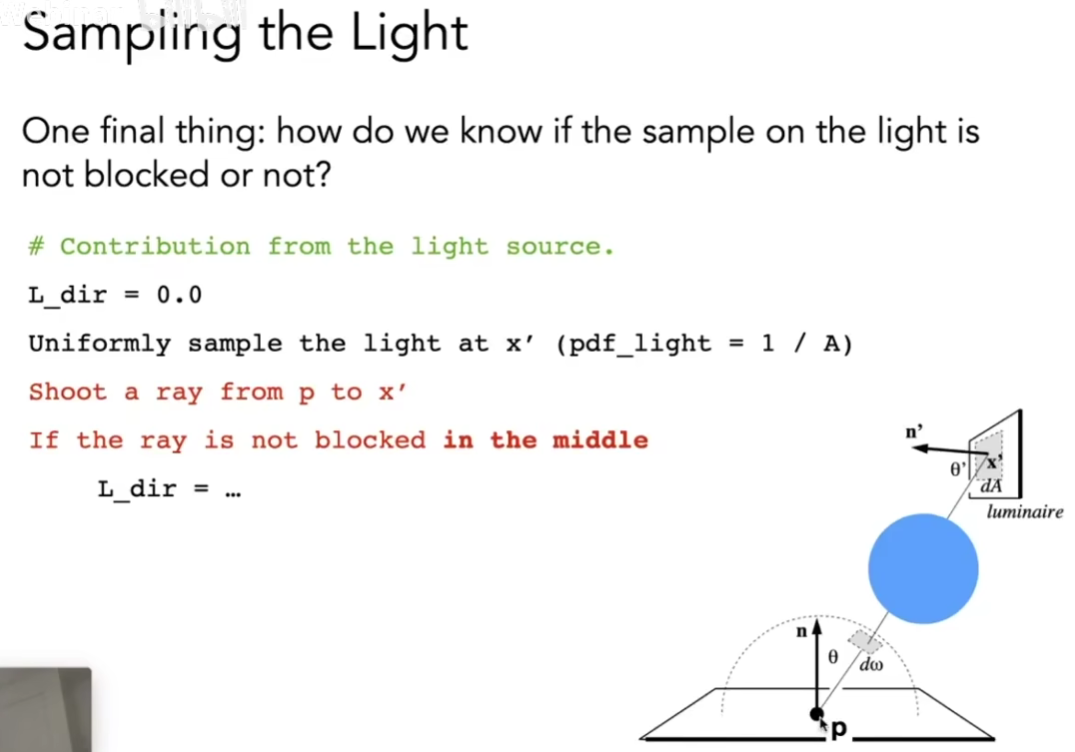 Sampling the Light
One final thing: how do we know if the sample on the light is
not blocked or not?
# Contribution from the light source.
L_dir = 0.0
Uniformly sample the light at x′ (pdf_light = 1 / A)
Shoot a ray from p to x′
If the ray is not blocked in the middle
L_dir = …
n’
θ’
x’
dA
luminaire
n
θ
dω
p